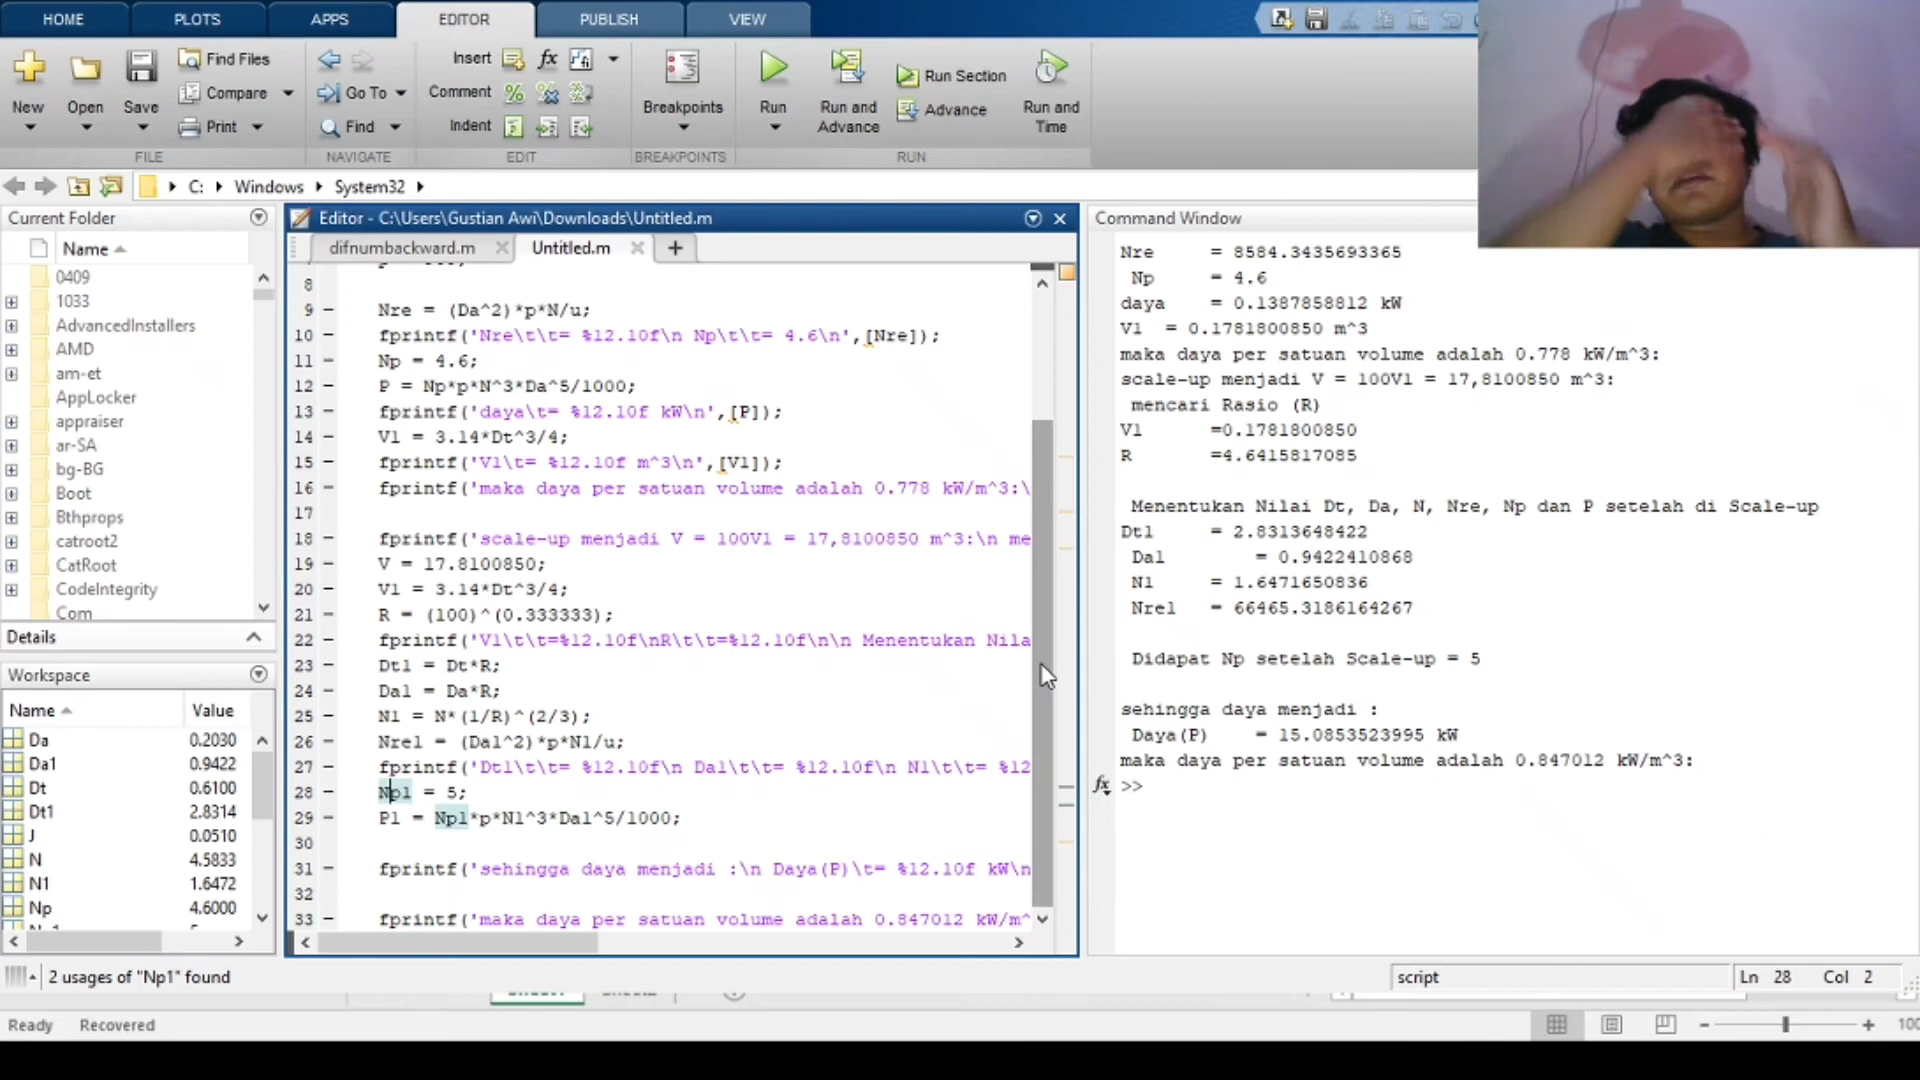 HOME PLOTS APPS EDITOR PUBLISH VIEW
New
Open
Save
Find Files
Compare
Print
FILE
Go To
Find
NAVIGATE
Insert fx
Comment
Indent
EDIT
Breakpoints
BREAKPOINTS
Run
Run and
Advance
Run Section
Advance
Run and
Time
RUN
C: Windows System32
Current Folder
Name
0409
1033
AdvancedInstallers
AMD
am-et
AppLocker
appraiser
ar-SA
bg-BG
Boot
Bthprops
catroot2
CatRoot
CodeIntegrity
Com
Details
Workspace
Name Value
Da 0.2030
Da1 0.9422
Dt 0.6100
Dt1 2.8314
J 0.0510
N 4.5833
N1 1.6472
Np 4.6000
Editor - C:\Users\Gustian Awi\Downloads\Untitled.m
difnumbackward.m Untitled.m
8
9 - Nre = (Da^2)*p*N/u;
10 - fprintf('Nre\t\t= %12.10f\n Np\t\t= 4.6\n',[Nre]);
11 - Np = 4.6;
12 - P = Np*p*N^3*Da^5/1000;
13 - fprintf('daya\t= %12.10f kW\n',[P]);
14 - V1 = 3.14*Dt^3/4;
15 - fprintf('V1\t= %12.10f m^3\n',[V1]);
16 - fprintf('maka daya per satuan volume adalah 0.778 kW/m^3:\
17
18 - fprintf('scale-up menjadi V = 100V1 = 17,8100850 m^3:\n me
19 - V = 17.8100850;
20 - V1 = 3.14*Dt^3/4;
21 - R = (100)^(0.333333);
22 - fprintf('V1\t\t=%12.10f\nR\t\t=%12.10f\n\n Menentukan Nila
23 - Dt1 = Dt*R;
24 - Da1 = Da*R;
25 - N1 = N*(1/R)^(2/3);
26 - Nre1 = (Da1^2)*p*N1/u;
27 - fprintf('Dt1\t\t= %12.10f\n Da1\t\t= %12.10f\n N1\t\t= %12
28 - Np1 = 5;
29 - P1 = Np1*p*N1^3*Da1^5/1000;
30
31 - fprintf('sehingga daya menjadi :\n Daya(P)\t= %12.10f kW\n
32
33 - fprintf('maka daya per satuan volume adalah 0.847012 kW/m^
Command Window
Nre = 8584.3435693365
Np = 4.6
daya = 0.1387858812 kW
V1 = 0.1781800850 m^3
maka daya per satuan volume adalah 0.778 kW/m^3:
scale-up menjadi V = 100V1 = 17,8100850 m^3:
mencari Rasio (R)
V1 =0.1781800850
R =4.6415817085
Menentukan Nilai Dt, Da, N, Nre, Np dan P setelah di Scale-up
Dt1 = 2.8313648422
Da1 = 0.9422410868
N1 = 1.6471650836
Nre1 = 66465.3186164267
Didapat Np setelah Scale-up = 5
sehingga daya menjadi :
Daya(P) = 15.0853523995 kW
maka daya per satuan volume adalah 0.847012 kW/m^3:
fx >>
2 usages of "Np1" found
script Ln 28 Col 2
Ready Recovered
100